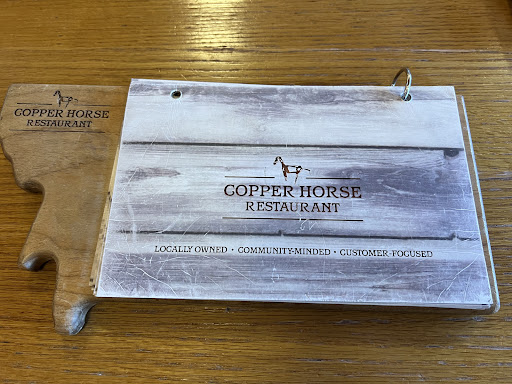 COPPER HORSE
RESTAURANT
COPPER HORSE
RESTAURANT
LOCALLY OWNED • COMMUNITY-MINDED • CUSTOMER-FOCUSED